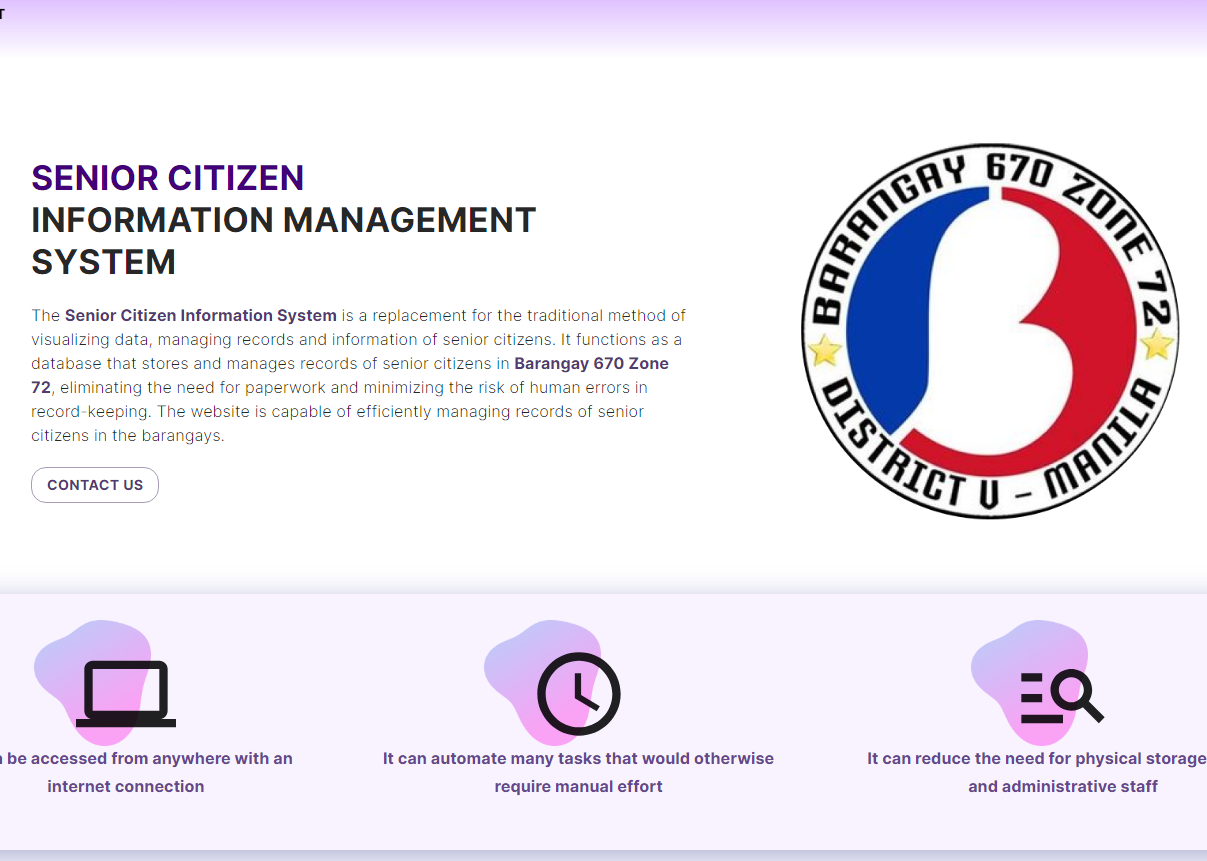 T
SENIOR CITIZEN
INFORMATION MANAGEMENT
SYSTEM
The Senior Citizen Information System is a replacement for the traditional method of
visualizing data, managing records and information of senior citizens. It functions as a
database that stores and manages records of senior citizens in Barangay 670 Zone
72, eliminating the need for paperwork and minimizing the risk of human errors in
record-keeping. The website is capable of efficiently managing records of senior
citizens in the barangays.
CONTACT US
BARANGAY 670 ZONE 72
DISTRICT V - MANILA
be accessed from anywhere with an
internet connection
It can automate many tasks that would otherwise
require manual effort
It can reduce the need for physical storage
and administrative staff